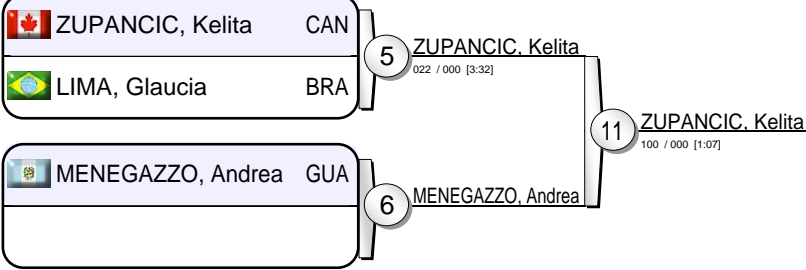 ZUPANCIC, Kelita CAN
LIMA, Glaucia BRA
5
ZUPANCIC, Kelita
022 / 000 [3:32]
11
ZUPANCIC, Kelita
100 / 000 [1:07]
MENEGAZZO, Andrea GUA
6
MENEGAZZO, Andrea